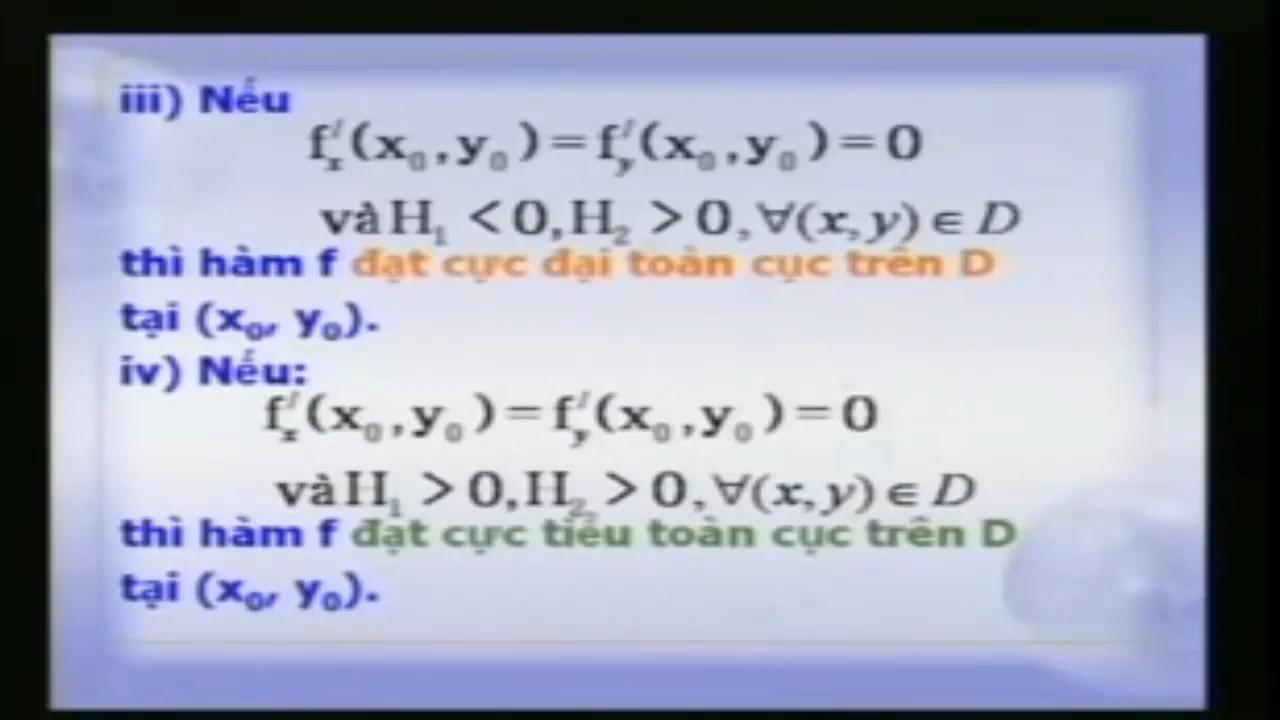 iii) Nếu
f'ₓ(x₀,y₀)=f'ᵧ(x₀,y₀)=0
và H₁ <0,H₂ >0,∀(x,y)∈D
thì hàm f đạt cực đại toàn cục trên D
tại (x₀, y₀).
iv) Nếu:
f'ₓ(x₀,y₀)=f'ᵧ(x₀,y₀)=0
và H₁ >0,H₂ >0,∀(x,y)∈D
thì hàm f đạt cực tiểu toàn cục trên D
tại (x₀, y₀).